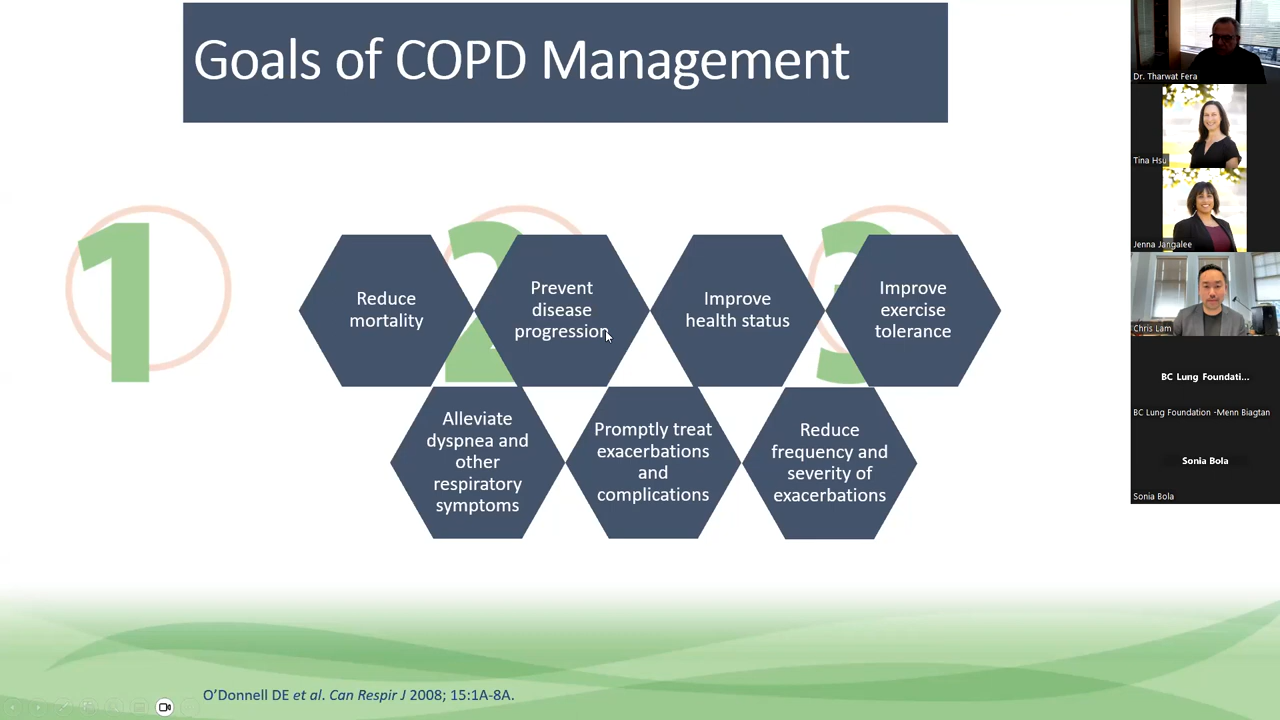 Goals of COPD Management
1
2
3
Reduce
mortality
Prevent
disease
progression
Improve
health status
Improve
exercise
tolerance
Alleviate
dyspnea and
other
respiratory
symptoms
Promptly treat
exacerbations
and
complications
Reduce
frequency and
severity of
exacerbations
O'Donnell DE et al. Can Respir J 2008; 15:1A-8A.
Dr. Tharwat Fera
Tina Hsu
Jenna Jangalee
Chris Lam
BC Lung Foundati...
BC Lung Foundation -Menn Biagtan
Sonia Bola
Sonia Bola